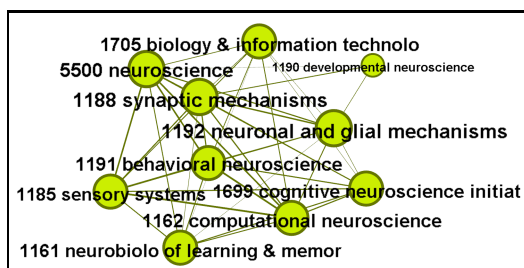 1705 biology & information technolo
1190 developmental neuroscience
5500 neuroscience
1188 synaptic mechanisms
1192 neuronal and glial mechanisms
1191 behavioral neuroscience
1185 sensory systems
1699 cognitive neuroscience initiat
1162 computational neuroscience
1161 neurobiolo of learning & memor